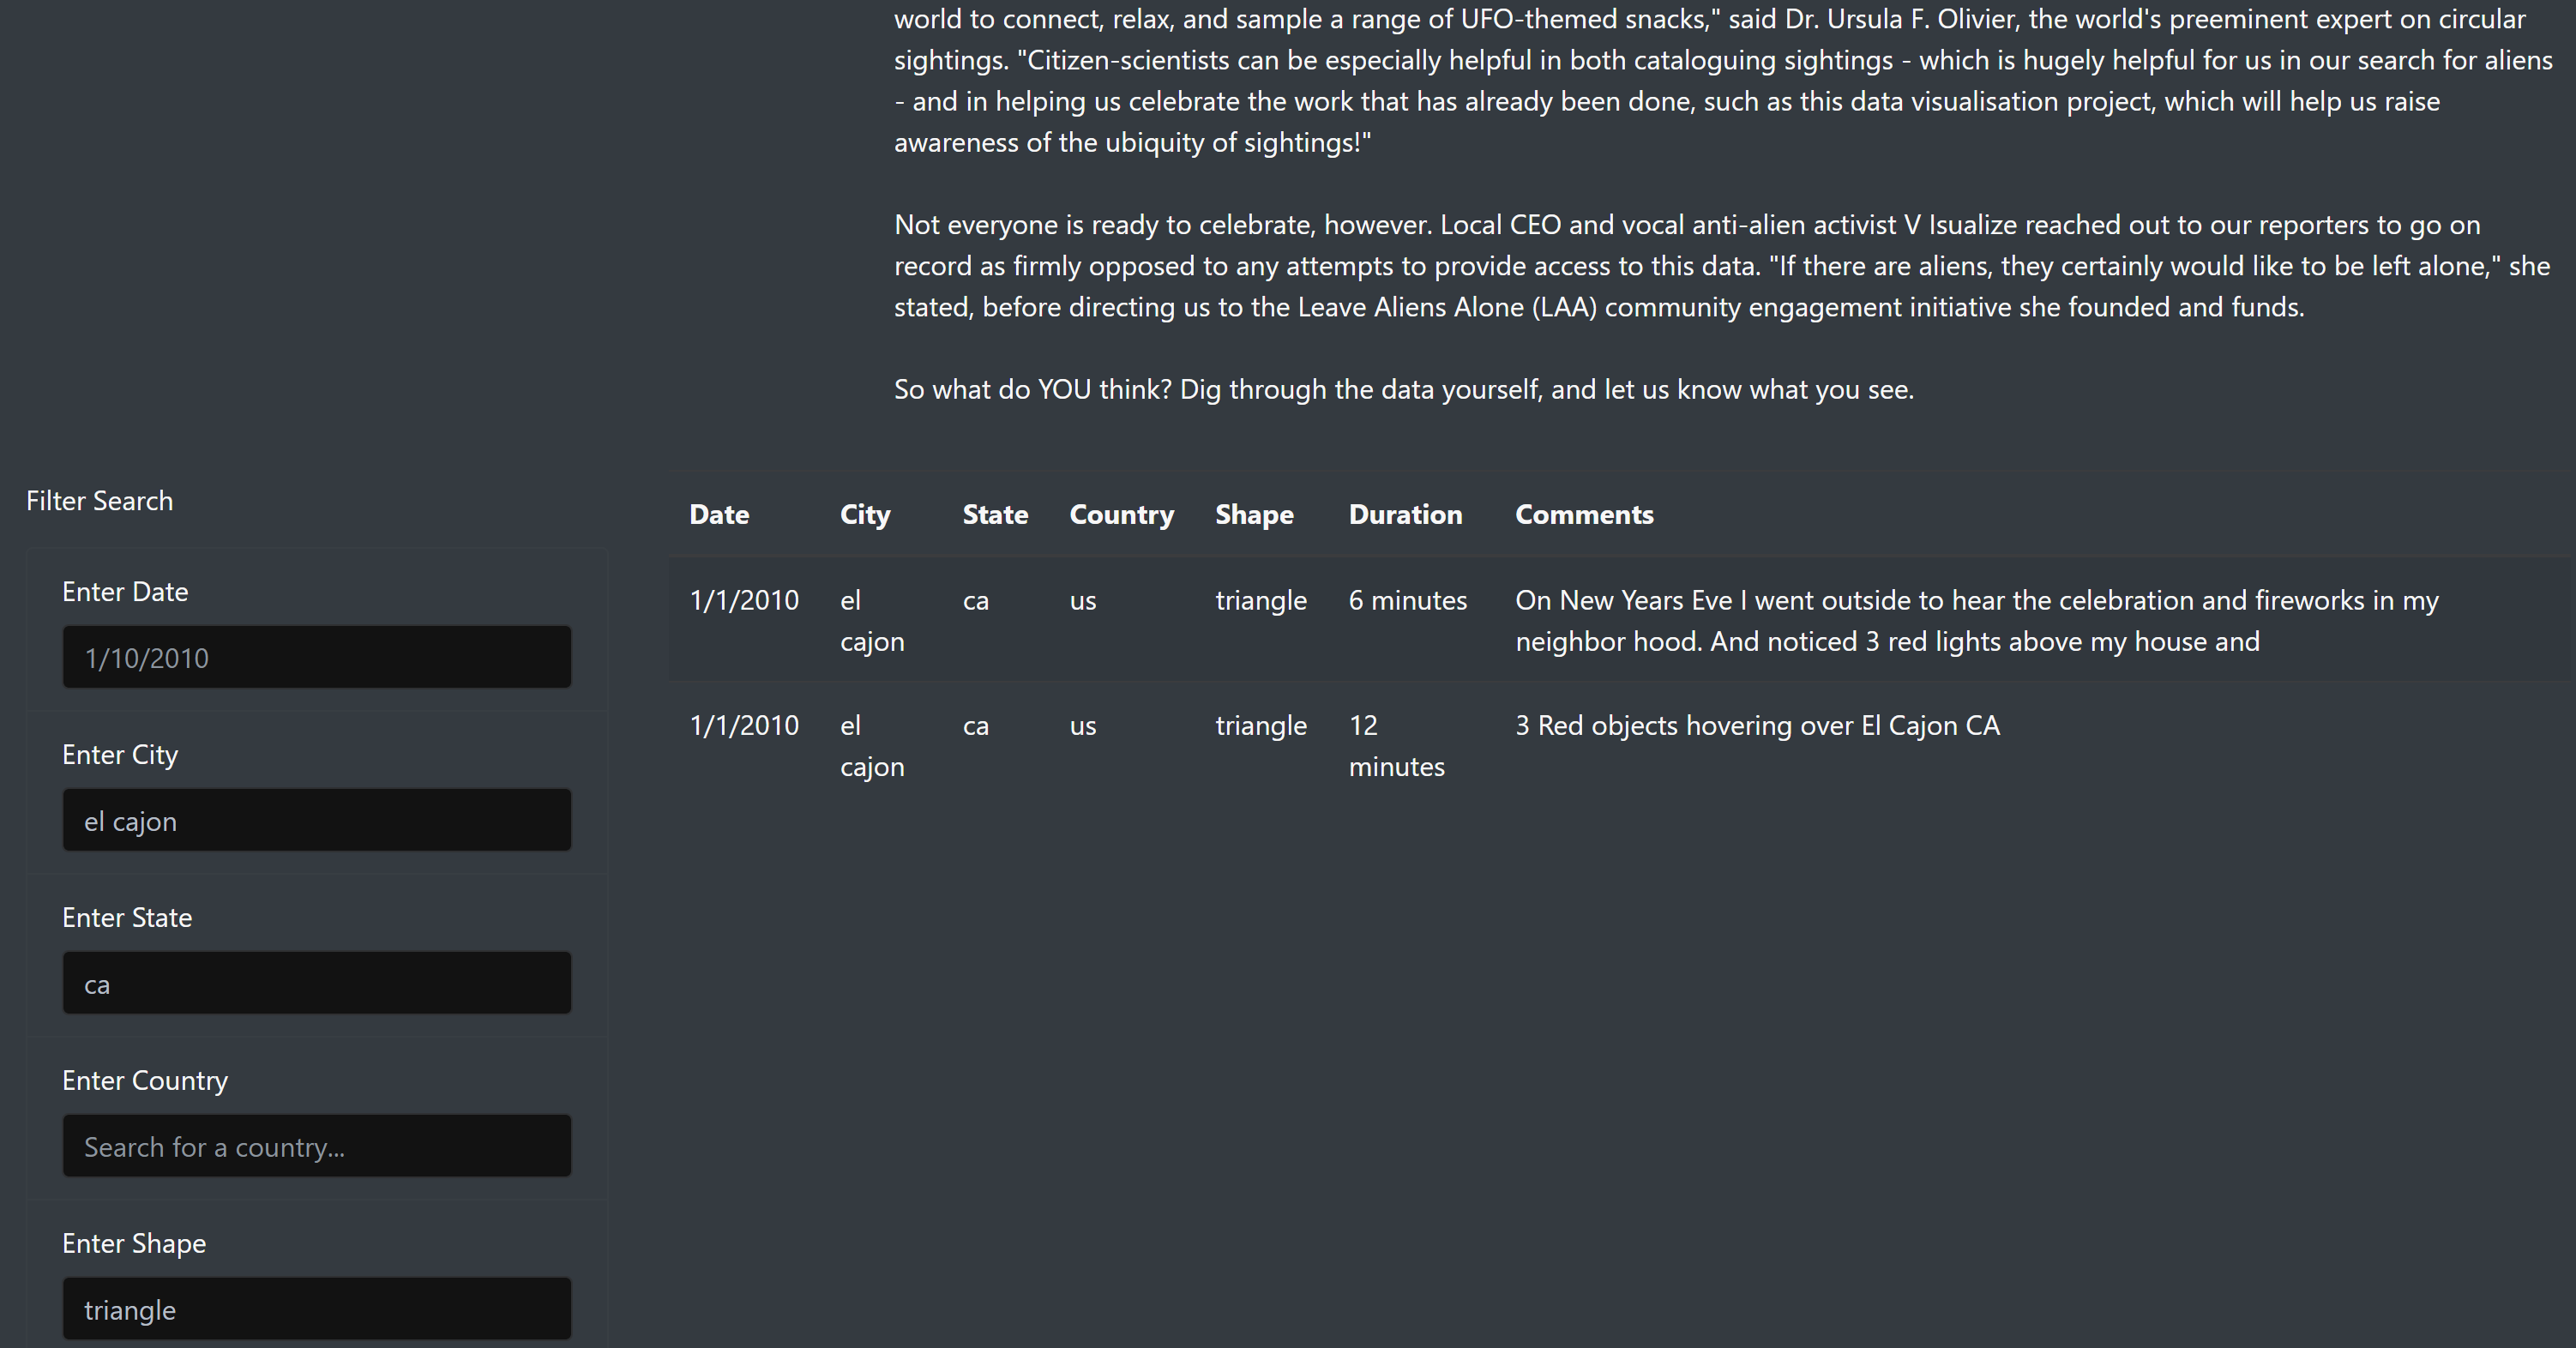 world to connect, relax, and sample a range of UFO-themed snacks," said Dr. Ursula F. Olivier, the world's preeminent expert on circular
sightings. "Citizen-scientists can be especially helpful in both cataloguing sightings - which is hugely helpful for us in our search for aliens
- and in helping us celebrate the work that has already been done, such as this data visualisation project, which will help us raise
awareness of the ubiquity of sightings!"
Not everyone is ready to celebrate, however. Local CEO and vocal anti-alien activist V Isualize reached out to our reporters to go on
record as firmly opposed to any attempts to provide access to this data. "If there are aliens, they certainly would like to be left alone," she
stated, before directing us to the Leave Aliens Alone (LAA) community engagement initiative she founded and funds.
So what do YOU think? Dig through the data yourself, and let us know what you see.
Filter Search
Enter Date
1/10/2010
Enter City
el cajon
Enter State
ca
Enter Country
Search for a country...
Enter Shape
triangle
Date City State Country Shape Duration Comments
1/1/2010 el ca us triangle 6 minutes On New Years Eve I went outside to hear the celebration and fireworks in my
cajon neighbor hood. And noticed 3 red lights above my house and
1/1/2010 el ca us triangle 12 3 Red objects hovering over El Cajon CA
cajon minutes